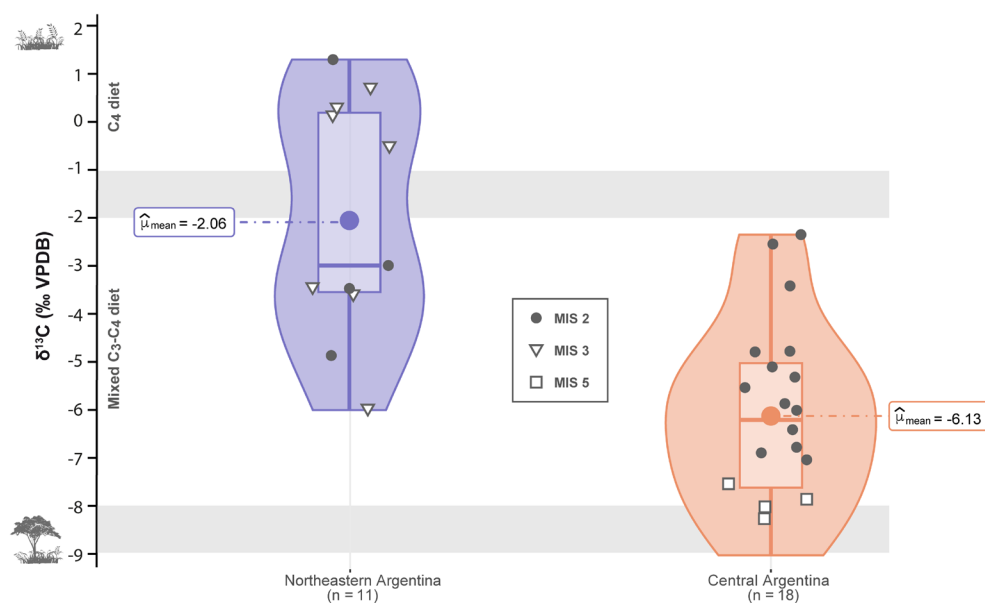 2
1
0
-1
-2
-3
-4
-5
-6
-7
-8
-9
δ¹³C (‰ VPDB)
C₄ diet
Mixed C₃-C₄ diet
μ̂mean = -2.06
MIS 2
MIS 3
MIS 5
μ̂mean = -6.13
Northeastern Argentina
(n = 11)
Central Argentina
(n = 18)